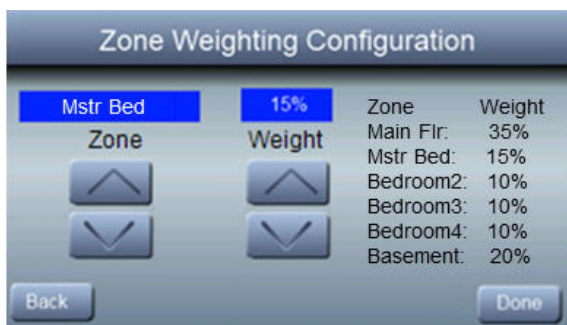 Zone Weighting Configuration
Mstr Bed
Zone
15%
Weight
Zone Weight
Main Flr: 35%
Mstr Bed: 15%
Bedroom2: 10%
Bedroom3: 10%
Bedroom4: 10%
Basement: 20%
Back
Done